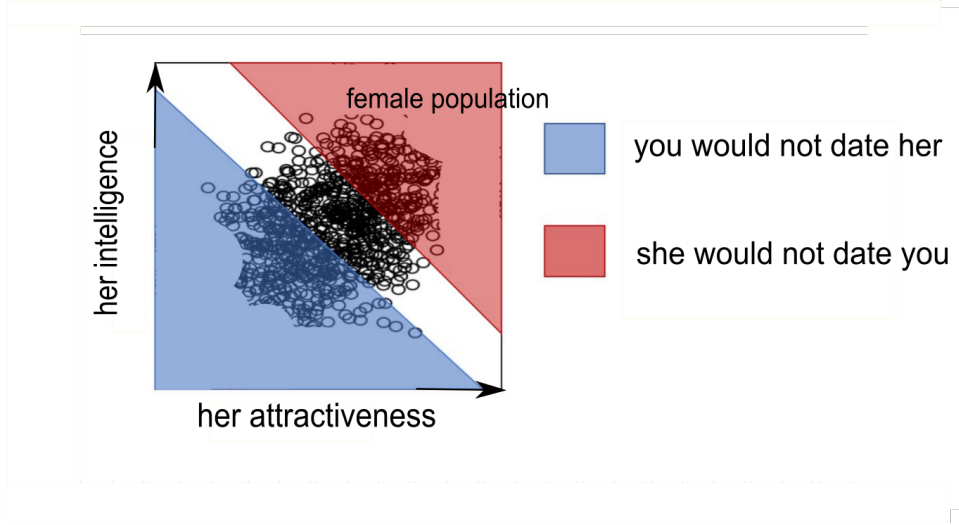 female population
her intelligence
you would not date her
she would not date you
her attractiveness